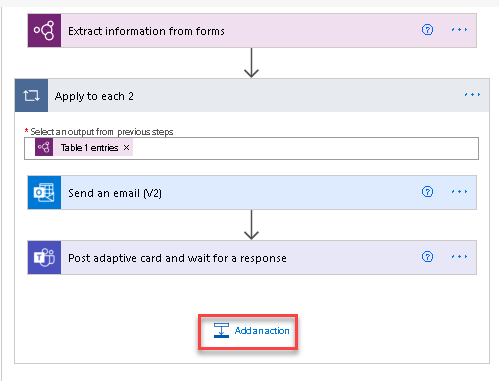 Extract information from forms
Apply to each 2
* Select an output from previous steps
Table 1 entries ×
Send an email (V2)
Post adaptive card and wait for a response
Add an action